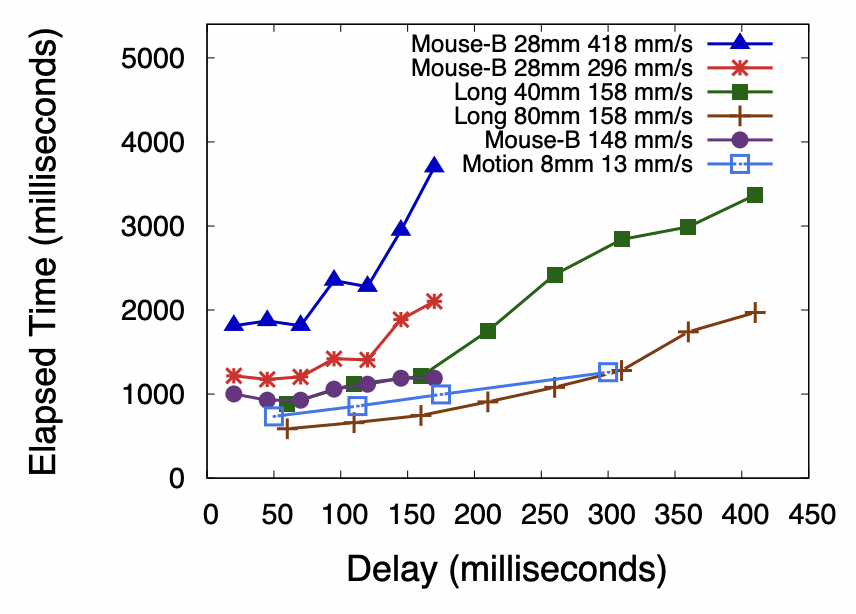 Mouse-B 28mm 418 mm/s
Mouse-B 28mm 296 mm/s
Long 40mm 158 mm/s
Long 80mm 158 mm/s
Mouse-B 148 mm/s
Motion 8mm 13 mm/s
Elapsed Time (milliseconds)
5000
4000
3000
2000
1000
0
0 50 100 150 200 250 300 350 400 450
Delay (milliseconds)